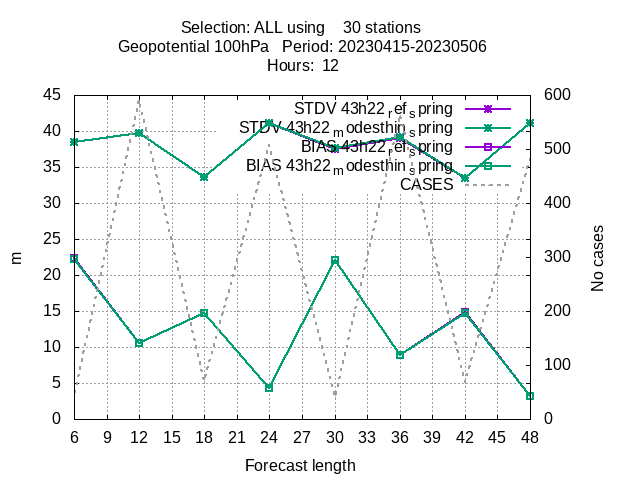 Selection: ALL using    30 stations
Geopotential 100hPa   Period: 20230415-20230506
Hours:  12
45
40
35
30
25
20
15
10
5
0
600
500
400
300
200
100
0
m
No cases
STDV 43h22_ref_spring
STDV 43h22_modesthin_spring
BIAS 43h22_ref_spring
BIAS 43h22_modesthin_spring
CASES
6 9 12 15 18 21 24 27 30 33 36 39 42 45 48
Forecast length